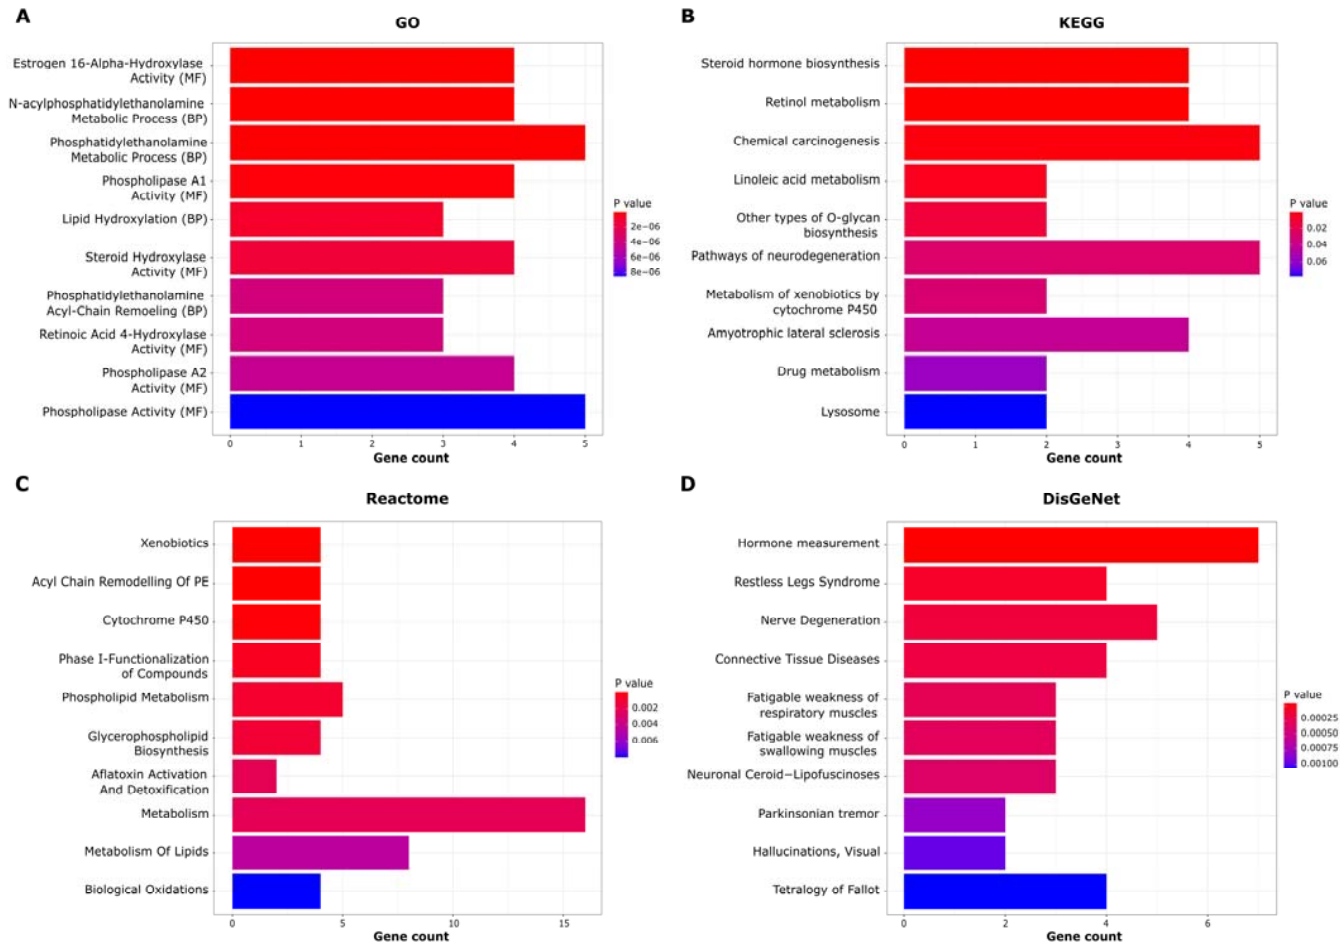 A
GO
Estrogen 16-Alpha-Hydroxylase
Activity (MF)
N-acylphosphatidylethanolamine
Metabolic Process (BP)
Phosphatidylethanolamine
Metabolic Process (BP)
Phospholipase A1
Activity (MF)
Lipid Hydroxylation (BP)
Steroid Hydroxylase
Activity (MF)
Phosphatidylethanolamine
Acyl-Chain Remoeling (BP)
Retinoic Acid 4-Hydroxylase
Activity (MF)
Phospholipase A2
Activity (MF)
Phospholipase Activity (MF)
0 1 2 3 4 5
Gene count
P value
2e−06
4e−06
6e−06
8e−06
B
KEGG
Steroid hormone biosynthesis
Retinol metabolism
Chemical carcinogenesis
Linoleic acid metabolism
Other types of O-glycan
biosynthesis
Pathways of neurodegeneration
Metabolism of xenobiotics by
cytochrome P450
Amyotrophic lateral sclerosis
Drug metabolism
Lysosome
0 1 2 3 4 5
Gene count
P value
0.02
0.04
0.06
C
Reactome
Xenobiotics
Acyl Chain Remodelling Of PE
Cytochrome P450
Phase I-Functionalization
of Compounds
Phospholipid Metabolism
Glycerophospholipid
Biosynthesis
Aflatoxin Activation
And Detoxification
Metabolism
Metabolism Of Lipids
Biological Oxidations
0 5 10 15
Gene count
P value
0.002
0.004
0.006
D
DisGeNet
Hormone measurement
Restless Legs Syndrome
Nerve Degeneration
Connective Tissue Diseases
Fatigable weakness of
respiratory muscles
Fatigable weakness of
swallowing muscles
Neuronal Ceroid−Lipofuscinoses
Parkinsonian tremor
Hallucinations, Visual
Tetralogy of Fallot
0 2 4 6
Gene count
P value
0.00025
0.00050
0.00075
0.00100